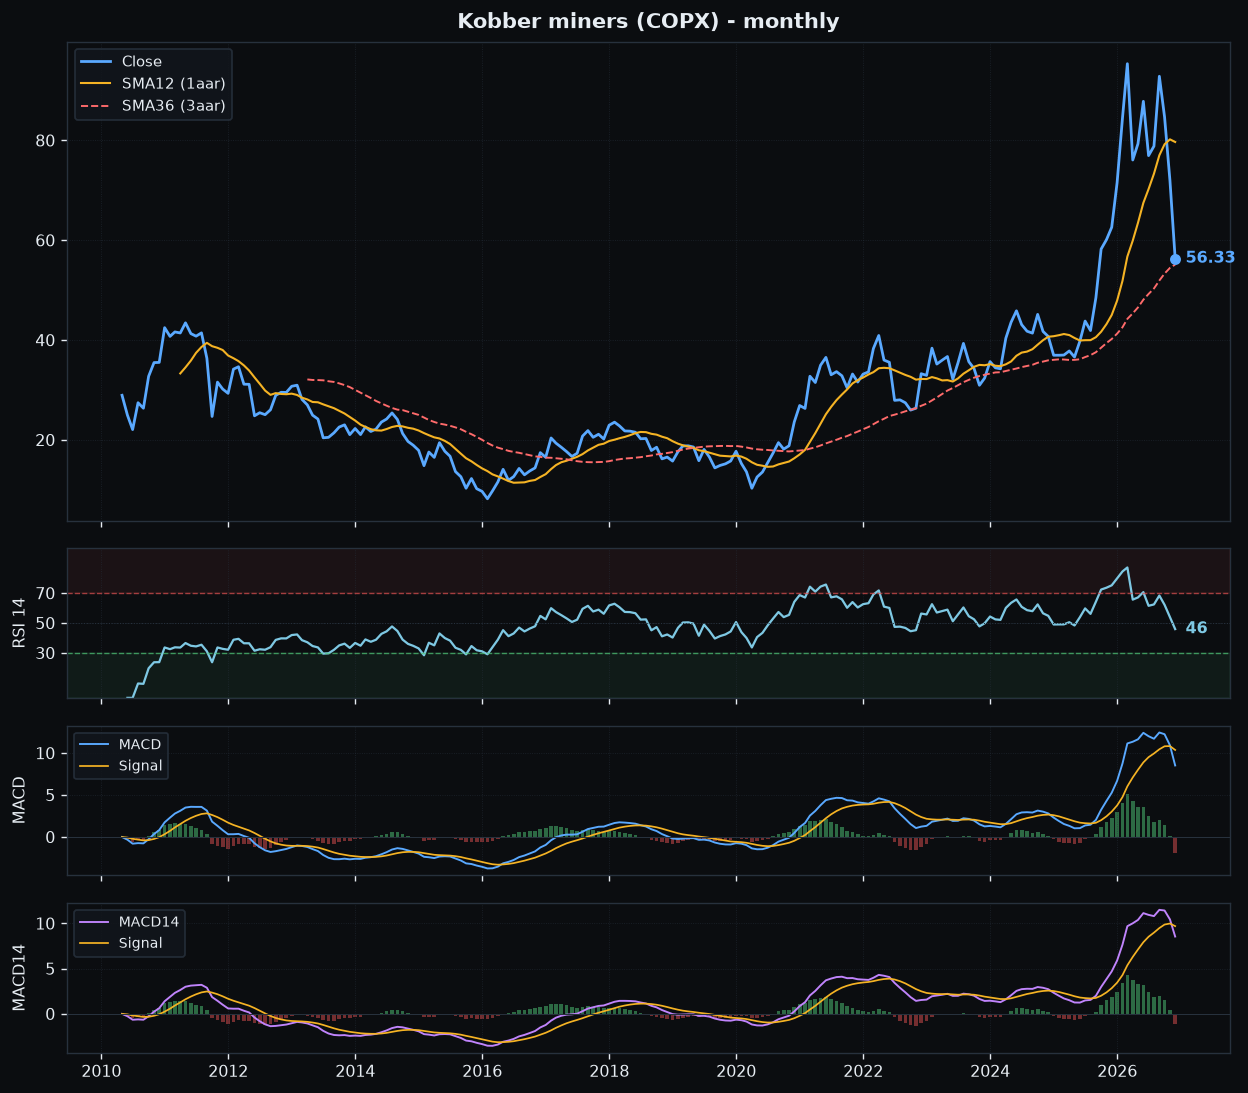 Kobber miners (COPX) - monthly
Close
SMA12 (1aar)
SMA36 (3aar)
80
60
40
20
56.33
RSI 14
70
50
30
46
MACD
MACD
Signal
10
5
0
MACD14
MACD14
Signal
10
5
0
2010 2012 2014 2016 2018 2020 2022 2024 2026